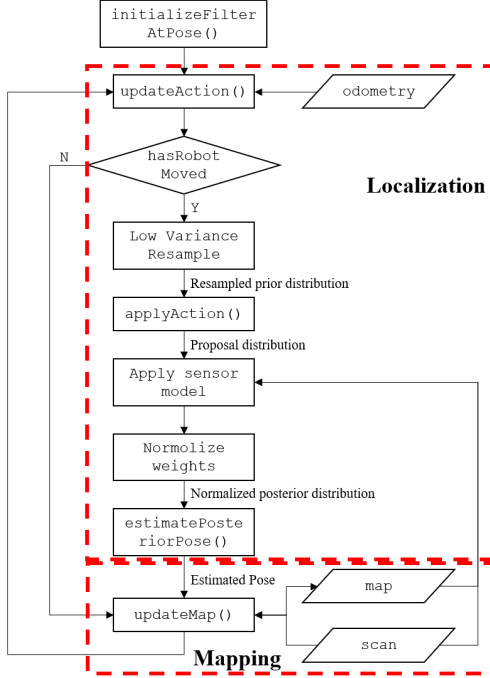 initializeFilter
AtPose()
updateAction()
odometry
N
hasRobot
Moved
Localization
Y
Low Variance
Resample
Resampled prior distribution
applyAction()
Proposal distribution
Apply sensor
model
Normolize
weights
Normalized posterior distribution
estimatePoste
riorPose()
Estimated Pose
map
updateMap()
scan
Mapping